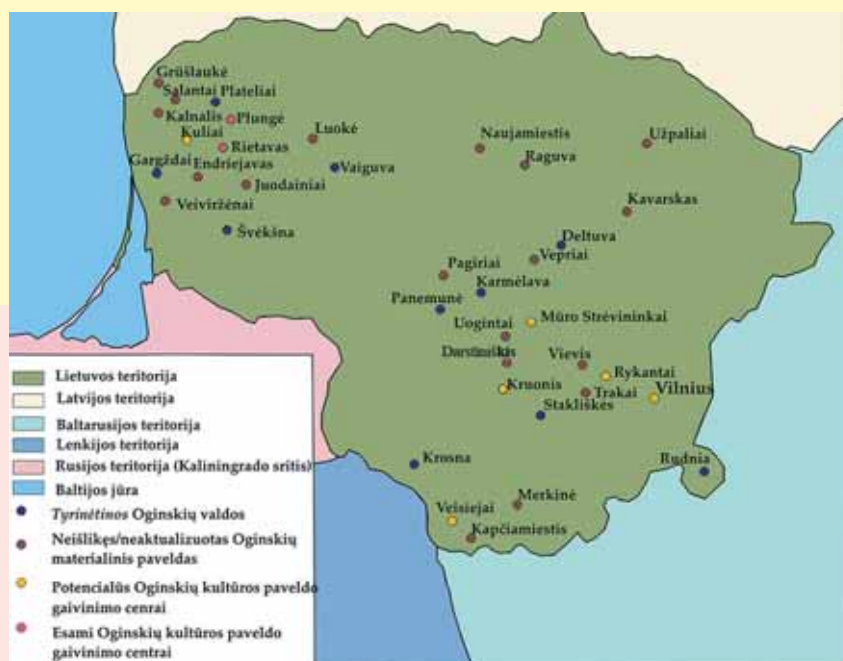 Grūšlaukė
Salantai Plateliai
Kalnalis Plungė
Kuliai
Rietavas
Luokė
Gargždai
Endriejavas
Vaiguva
Juodainiai
Veiviržėnai
Švėkšna
Naujamiestis
Raguva
Užpaliai
Kavarskas
Deltuva
Vepriai
Pagiriai
Karmėlava
Panemunė
Mūro Strėvininkai
Uogintai
Vievis
Rykantai
Kruonis
Trakai
Vilnius
Stakliškės
Krosna
Rudnia
Merkinė
Veisiejai
Kapčiamiestis
Lietuvos teritorija
Latvijos teritorija
Baltarusijos teritorija
Lenkijos teritorija
Rusijos teritorija (Kaliningrado sritis)
Baltijos jūra
Tyrinėtinos Oginskių valdos
Neišlikęs/neaktualizuotas Oginskių
materialinis paveldas
Potencialūs Oginskių kultūros paveldo
gaivinimo cenrai
Esami Oginskių kultūros paveldo
gaivinimo centrai